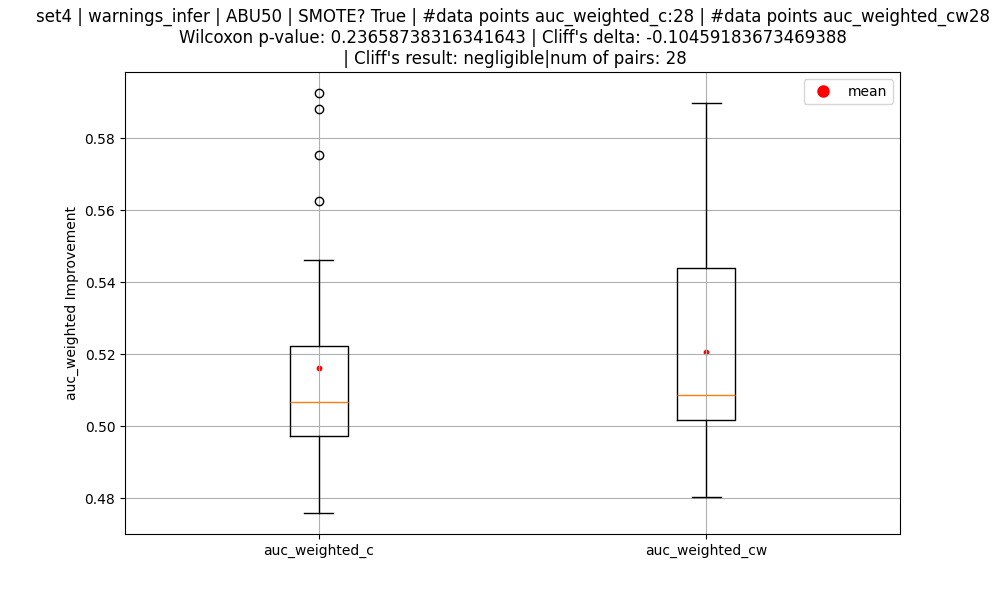 set4 | warnings_infer | ABU50 | SMOTE? True | #data points auc_weighted_c:28 | #data points auc_weighted_cw28
Wilcoxon p-value: 0.23658738316341643 | Cliff's delta: -0.10459183673469388
| Cliff's result: negligible|num of pairs: 28
mean
0.58
0.56
0.54
0.52
0.50
0.48
auc_weighted Improvement
auc_weighted_c
auc_weighted_cw